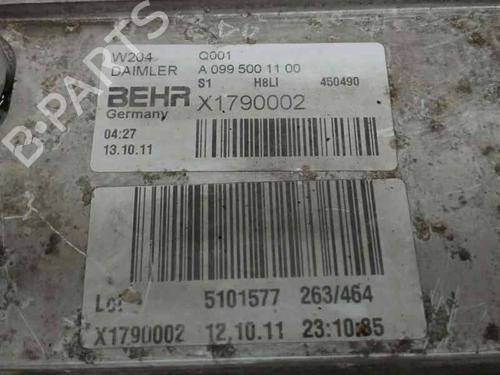 W204 Q001
DAIMLER A 099 500 11 00
S1 H8LI 450490
BEHR X1790002
Germany
04:27
13.10.11
Lot 5101577 263/464
X1790002 12.10.11 23:10:35
B-PARTS